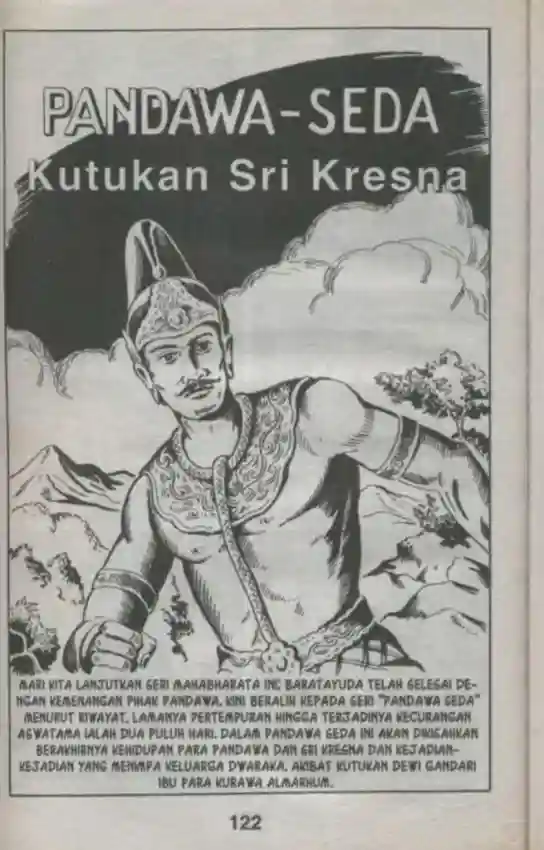 PANDAWA-SEDA
Kutukan Sri Kresna
MARI KITA LANJUTKAN SERI MAHABHARATA INI; BARATAYUDA TELAH SELESAI DE-
NGAN KEMENANGAN PIHAK PANDAWA. KINI BERALIH KEPADA SERI "PANDAWA SEDA"
MENURUT RIWAYAT. LAMANYA PERTEMPURAN HINGGA TERJADINYA KECURANGAN
ASWATAMA IALAH DUA PULUH HARI. DALAM PANDAWA SEDA INI AKAN DIKISAHKAN
BERAKHIRNYA KEHIDUPAN PARA PANDAWA DAN SRI KRESNA DAN KEJADIAN-
KEJADIAN YANG MENIMPA KELUARGA DWARAKA. AKIBAT KUTUKAN DEWI GANDARI
IBU PARA KURAWA ALMARHUM.
122